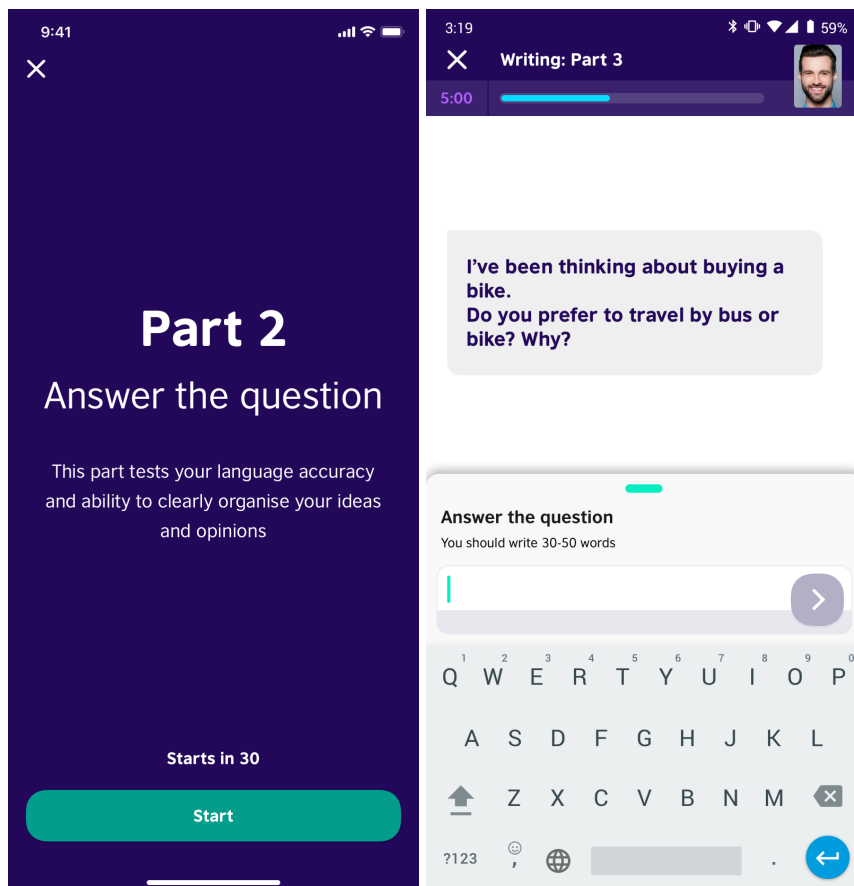 9:41
Part 2
Answer the question
This part tests your language accuracy
and ability to clearly organise your ideas
and opinions
Starts in 30
Start
3:19
59%
Writing: Part 3
5:00
I’ve been thinking about buying a
bike.
Do you prefer to travel by bus or
bike? Why?
Answer the question
You should write 30-50 words
1 2 3 4 5 6 7 8 9 0
Q W E R T Y U I O P
A S D F G H J K L
Z X C V B N M
?123 , .